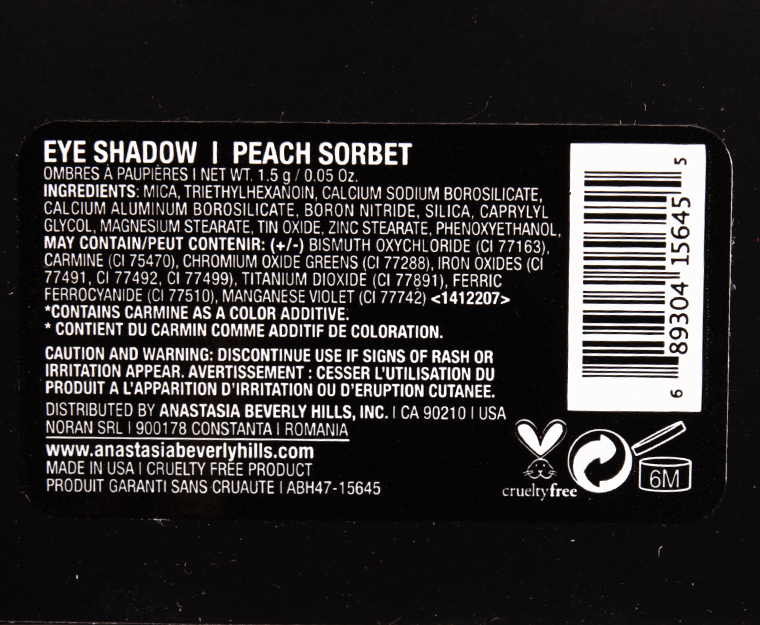 EYE SHADOW | PEACH SORBET
OMBRES À PAUPIÈRES | NET WT. 1.5 g / 0.05 Oz.
INGREDIENTS: MICA, TRIETHYLHEXANOIN, CALCIUM SODIUM BOROSILICATE,
CALCIUM ALUMINUM BOROSILICATE, BORON NITRIDE, SILICA, CAPRYLYL
GLYCOL, MAGNESIUM STEARATE, TIN OXIDE, ZINC STEARATE, PHENOXYETHANOL,
MAY CONTAIN/PEUT CONTENIR: (+/-) BISMUTH OXYCHLORIDE (CI 77163),
CARMINE (CI 75470), CHROMIUM OXIDE GREENS (CI 77288), IRON OXIDES (CI
77491, CI 77492, CI 77499), TITANIUM DIOXIDE (CI 77891), FERRIC
FERROCYANIDE (CI 77510), MANGANESE VIOLET (CI 77742) <1412207>
*CONTAINS CARMINE AS A COLOR ADDITIVE.
* CONTIENT DU CARMIN COMME ADDITIF DE COLORATION.
CAUTION AND WARNING: DISCONTINUE USE IF SIGNS OF RASH OR
IRRITATION APPEAR. AVERTISSEMENT : CESSER L'UTILISATION DU
PRODUIT A L'APPARITION D'IRRITATION OU D'ERUPTION CUTANEE.
DISTRIBUTED BY ANASTASIA BEVERLY HILLS, INC. | CA 90210 | USA
NORAN SRL | 900178 CONSTANTA | ROMANIA
www.anastasiabeverlyhills.com
MADE IN USA | CRUELTY FREE PRODUCT
PRODUIT GARANTI SANS CRUAUTE | ABH47-15645
6 89304 15645 5
crueltyfree
6M